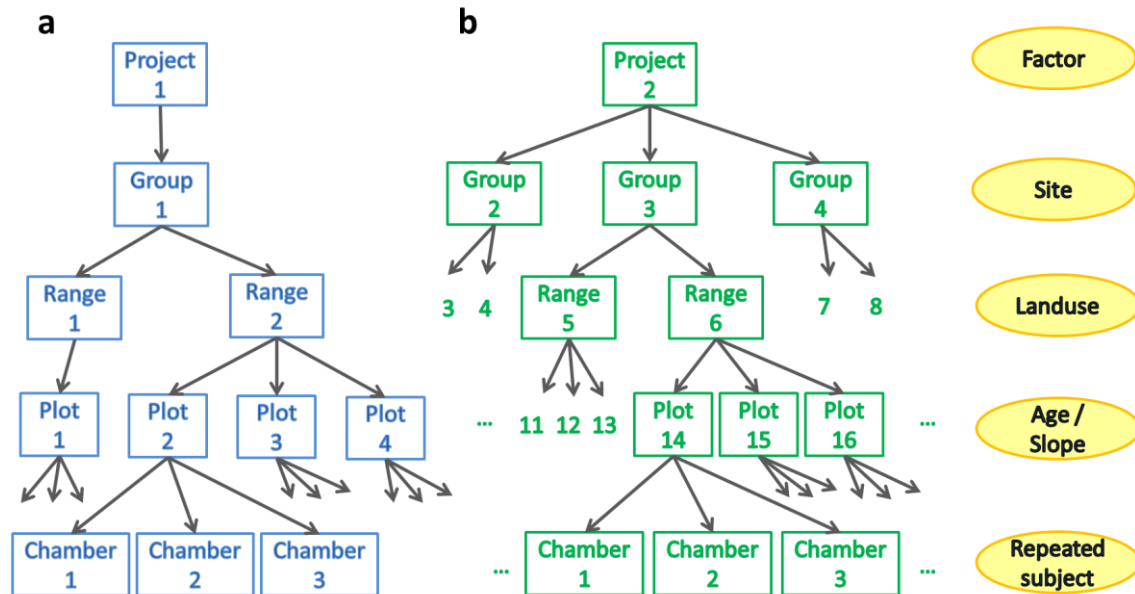 a
b
Project
1
Project
2
Factor
Group
1
Group
2
Group
3
Group
4
Site
Range
1
Range
2
3
4
Range
5
Range
6
7
8
Landuse
Plot
1
Plot
2
Plot
3
Plot
4
...
11
12
13
Plot
14
Plot
15
Plot
16
...
Age /
Slope
Chamber
1
Chamber
2
Chamber
3
...
Chamber
1
Chamber
2
Chamber
3
...
Repeated
subject